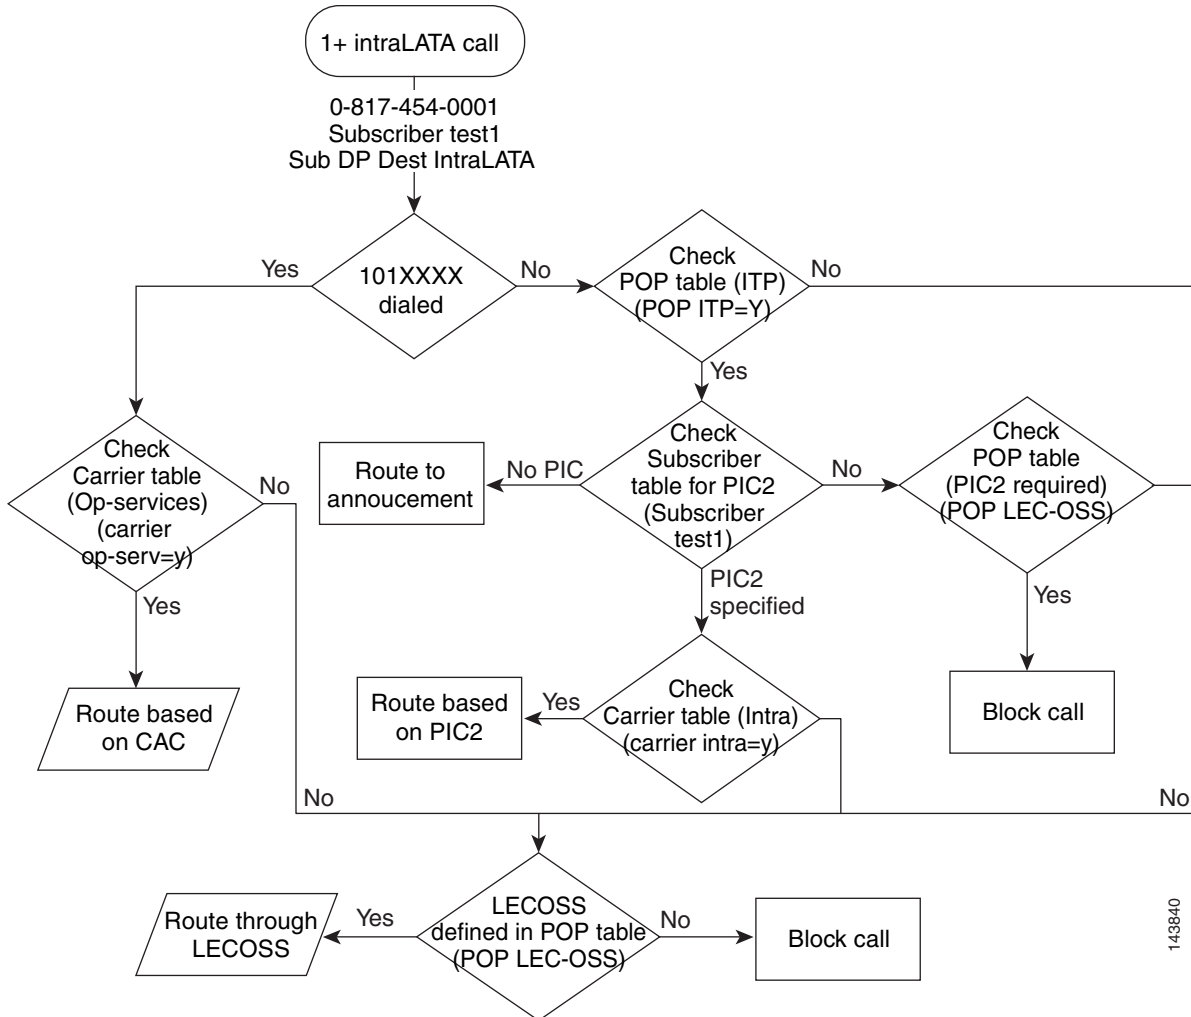 1+ intraLATA call
0-817-454-0001
Subscriber test1
Sub DP Dest IntraLATA
Yes
101XXXX
dialed
No
Check
POP table (ITP)
(POP ITP=Y)
No
Yes
Check
Carrier table
(Op-services)
(carrier
op-serv=y)
No
Yes
Route to
annoucement
No PIC
Check
Subscriber
table for PIC2
(Subscriber
test1)
No
Check
POP table
(PIC2 required)
(POP LEC-OSS)
PIC2
specified
Yes
Route based
on CAC
Route based
on PIC2
Yes
Check
Carrier table (Intra)
(carrier intra=y)
Block call
No
No
Route through
LECOSS
Yes
LECOSS
defined in POP table
(POP LEC-OSS)
No
Block call
143840